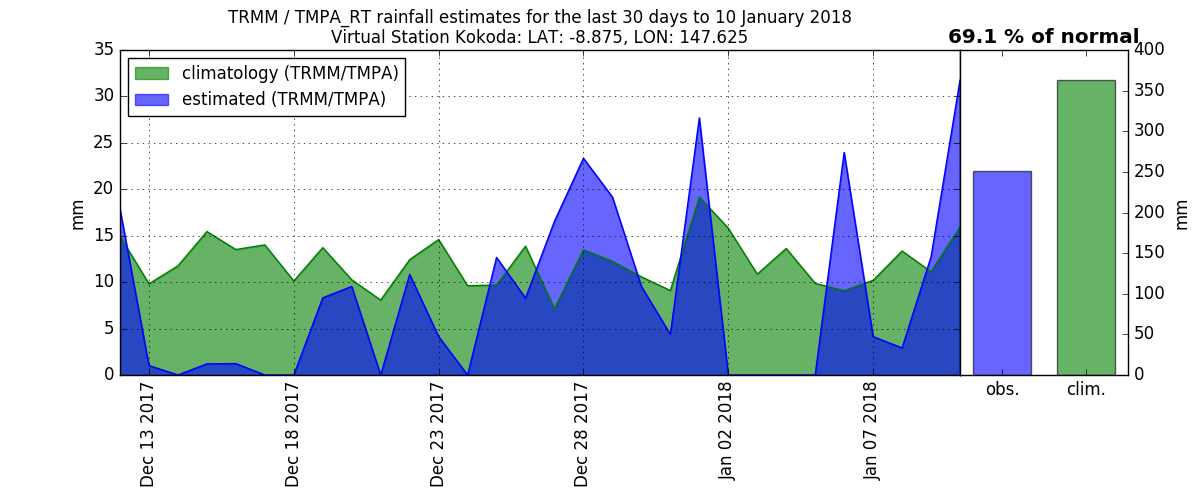 TRMM / TMPA_RT rainfall estimates for the last 30 days to 10 January 2018
Virtual Station Kokoda: LAT: -8.875, LON: 147.625
69.1 % of normal
climatology (TRMM/TMPA)
estimated (TRMM/TMPA)
35
30
25
20
15
10
5
0
mm
Dec 13 2017
Dec 18 2017
Dec 23 2017
Dec 28 2017
Jan 02 2018
Jan 07 2018
obs.
clim.
400
350
300
250
200
150
100
50
0
mm